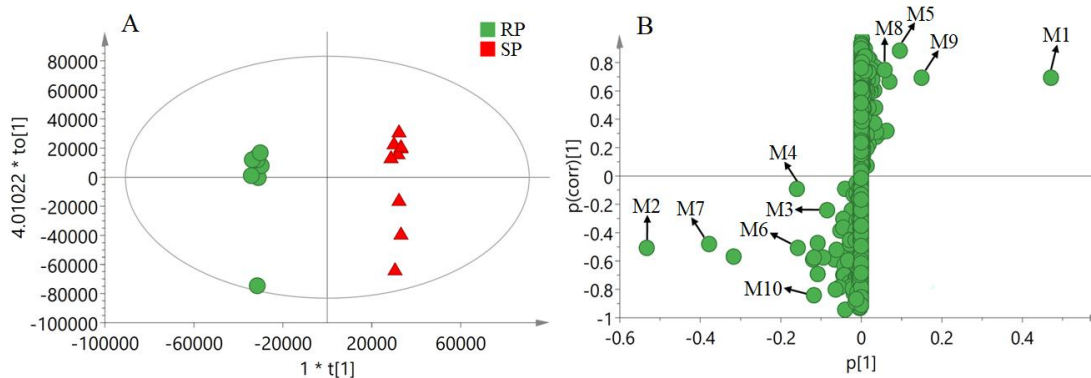 A
RP
SP
80000
60000
40000
20000
0
-20000
-40000
-60000
-80000
-100000
-100000 -60000 -20000 20000 60000
4.01022 * to[1]
1 * t[1]
B
M8
M5
M9
M1
M4
M2
M7
M3
M6
M10
0.8
0.6
0.4
0.2
0
-0.2
-0.4
-0.6
-0.8
-1
-0.6 -0.4 -0.2 0 0.2 0.4
p(corr)[1]
p[1]